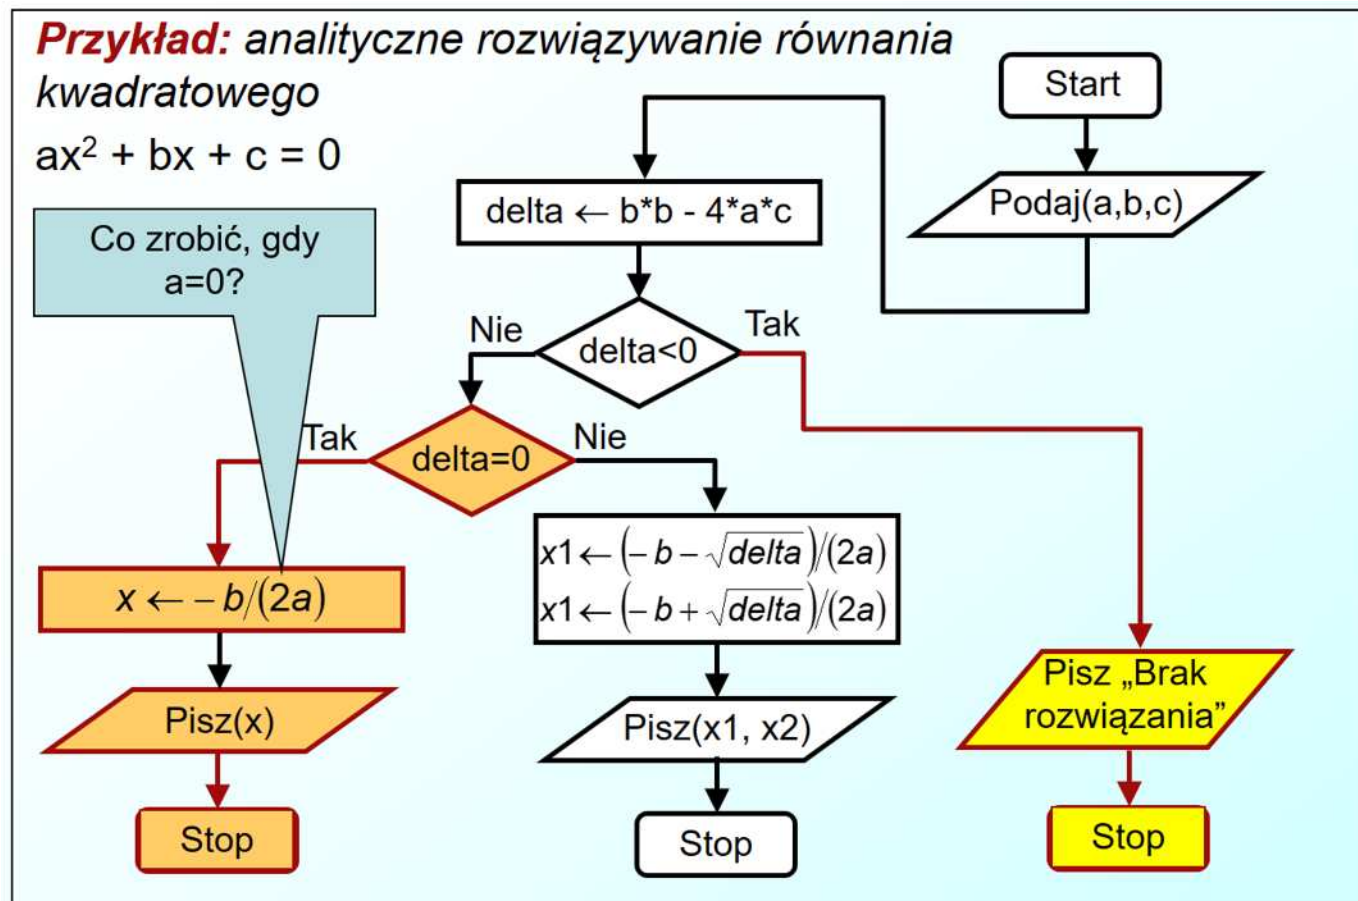 Przykład: analityczne rozwiązywanie równania
kwadratowego
ax² + bx + c = 0
Start
Podaj(a,b,c)
delta ← b*b - 4*a*c
Co zrobić, gdy
a=0?
Nie
Tak
delta<0
Tak
Nie
delta=0
x1 ← (– b – √delta)/(2a)
x1 ← (– b + √delta)/(2a)
x ← – b/(2a)
Pisz „Brak
rozwiązania”
Pisz(x)
Pisz(x1, x2)
Stop
Stop
Stop